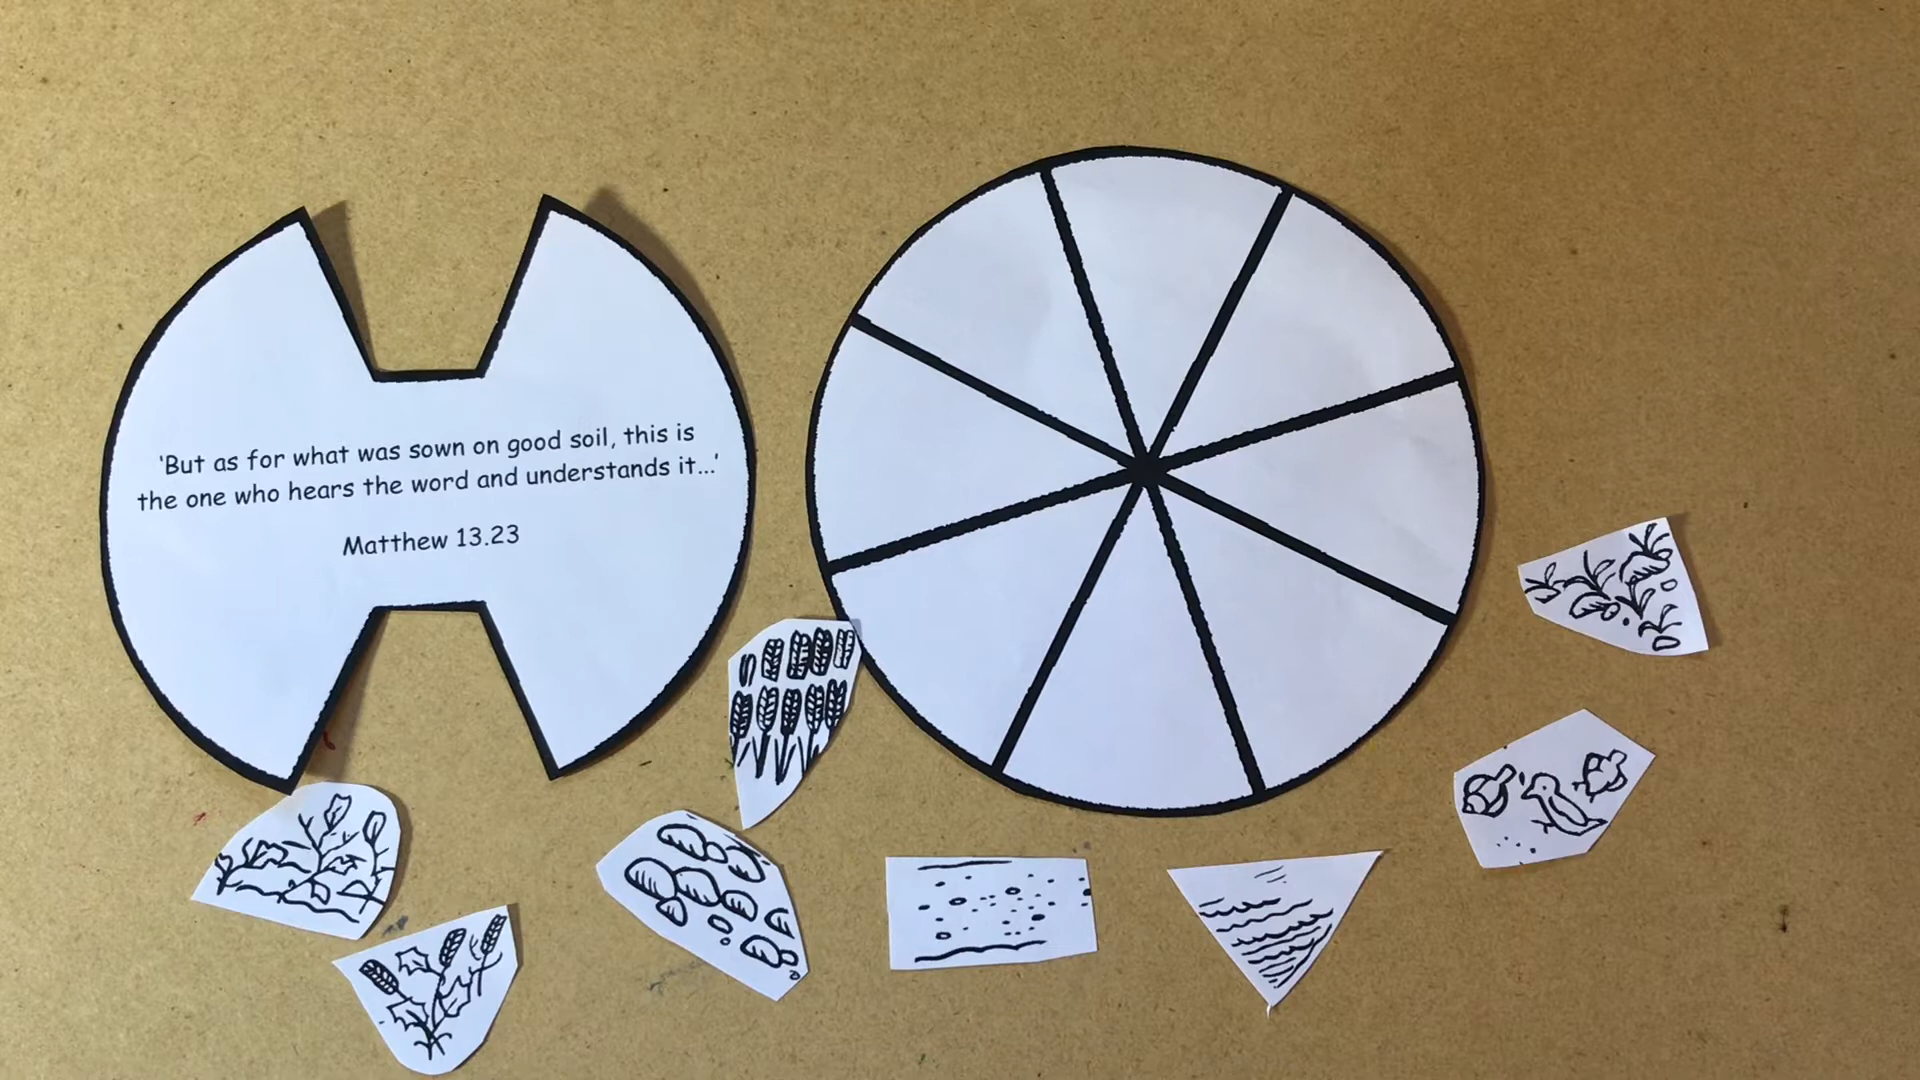 'But as for what was sown on good soil, this is
the one who hears the word and understands it...'
Matthew 13.23